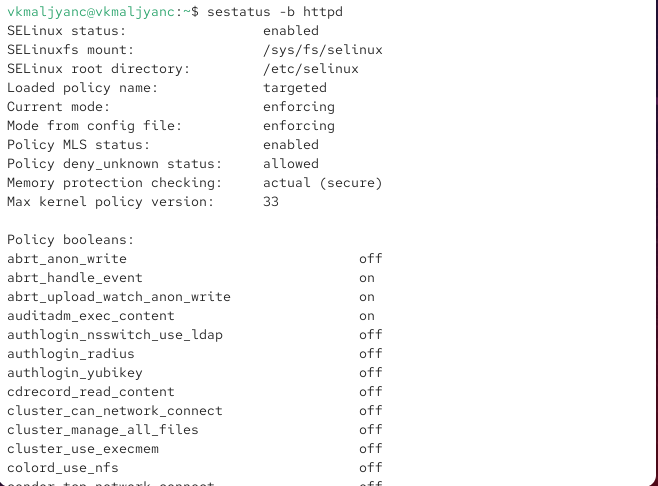 vkmaljyanc@vkmaljyanc:~$ sestatus -b httpd
SELinux status:                 enabled
SELinuxfs mount:                /sys/fs/selinux
SELinux root directory:         /etc/selinux
Loaded policy name:             targeted
Current mode:                   enforcing
Mode from config file:          enforcing
Policy MLS status:              enabled
Policy deny_unknown status:     allowed
Memory protection checking:     actual (secure)
Max kernel policy version:      33
Policy booleans:
abrt_anon_write                             off
abrt_handle_event                           on
abrt_upload_watch_anon_write                on
auditadm_exec_content                       on
authlogin_nsswitch_use_ldap                 off
authlogin_radius                            off
authlogin_yubikey                           off
cdrecord_read_content                       off
cluster_can_network_connect                 off
cluster_manage_all_files                    off
cluster_use_execmem                         off
colord_use_nfs                              off